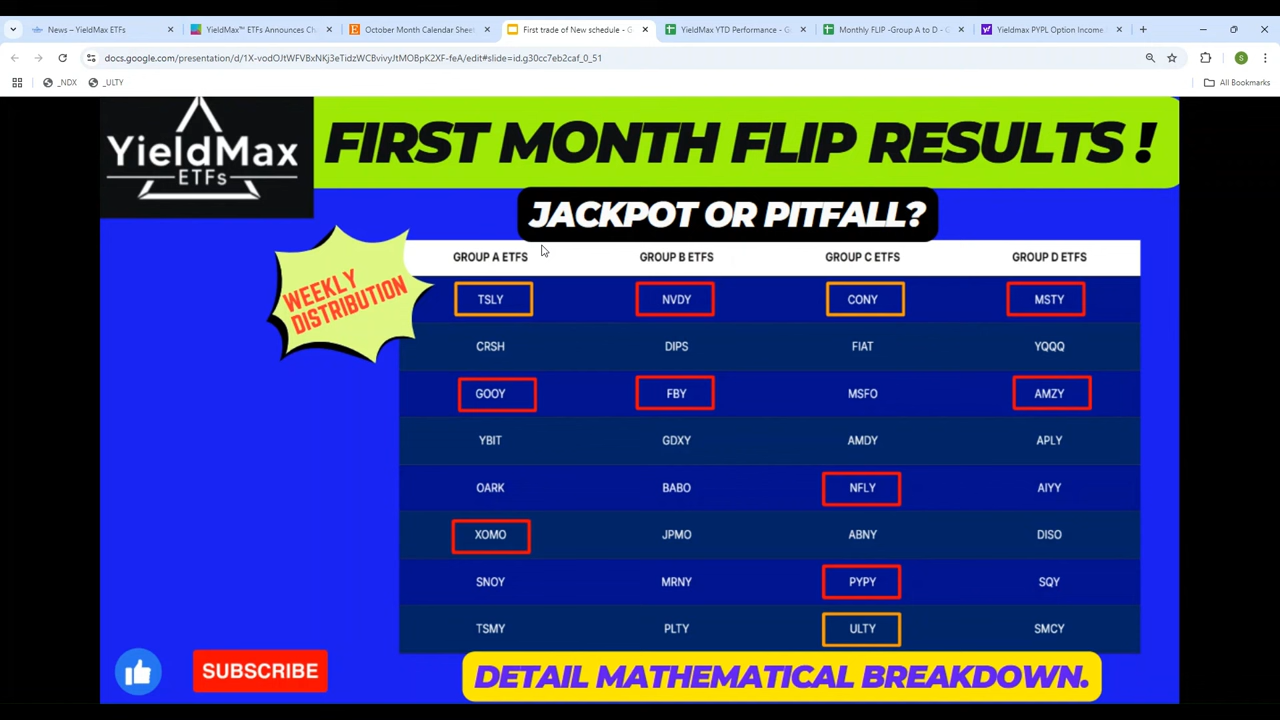 News – YieldMax ETFs
YieldMax™ ETFs Announces Ch
October Month Calendar Sheet
First trade of New schedule - G
YieldMax YTD Performance - G
Monthly FLIP -Group A to D - G
Yieldmax PYPL Option Income
docs.google.com/presentation/d/1X-vodOJtWFVBxNKj3eTidzWCBvivyJtMOBpK2XF-feA/edit#slide=id.g30cc7eb2caf_0_51
S
_NDX
_ULTY
All Bookmarks
YieldMax
ETFs
FIRST MONTH FLIP RESULTS !
JACKPOT OR PITFALL?
WEEKLY
DISTRIBUTION
GROUP A ETFS GROUP B ETFS GROUP C ETFS GROUP D ETFS
TSLY NVDY CONY MSTY
CRSH DIPS FIAT YQQQ
GOOY FBY MSFO AMZY
YBIT GDXY AMDY APLY
OARK BABO NFLY AIYY
XOMO JPMO ABNY DISO
SNOY MRNY PYPY SQY
TSMY PLTY ULTY SMCY
SUBSCRIBE
DETAIL MATHEMATICAL BREAKDOWN.